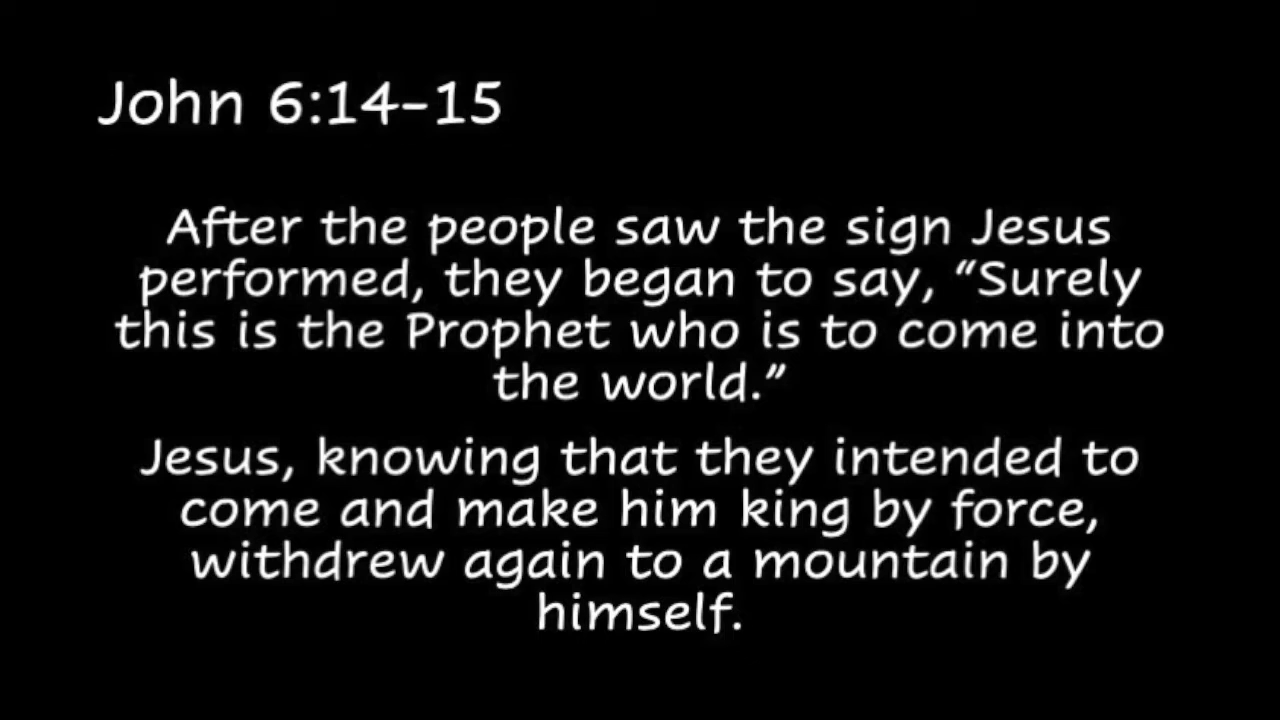 John 6:14-15
After the people saw the sign Jesus
performed, they began to say, “Surely
this is the Prophet who is to come into
the world.”
Jesus, knowing that they intended to
come and make him king by force,
withdrew again to a mountain by
himself.